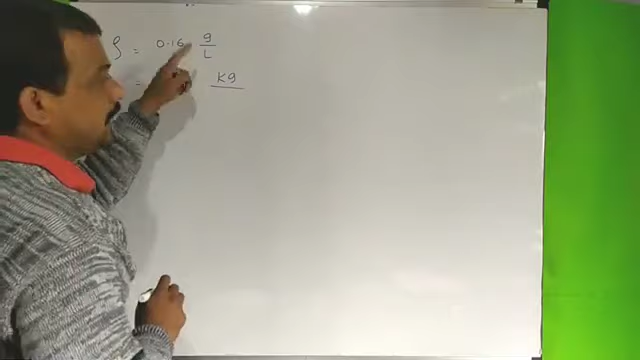 ρ = 0.16 g/L
= kg